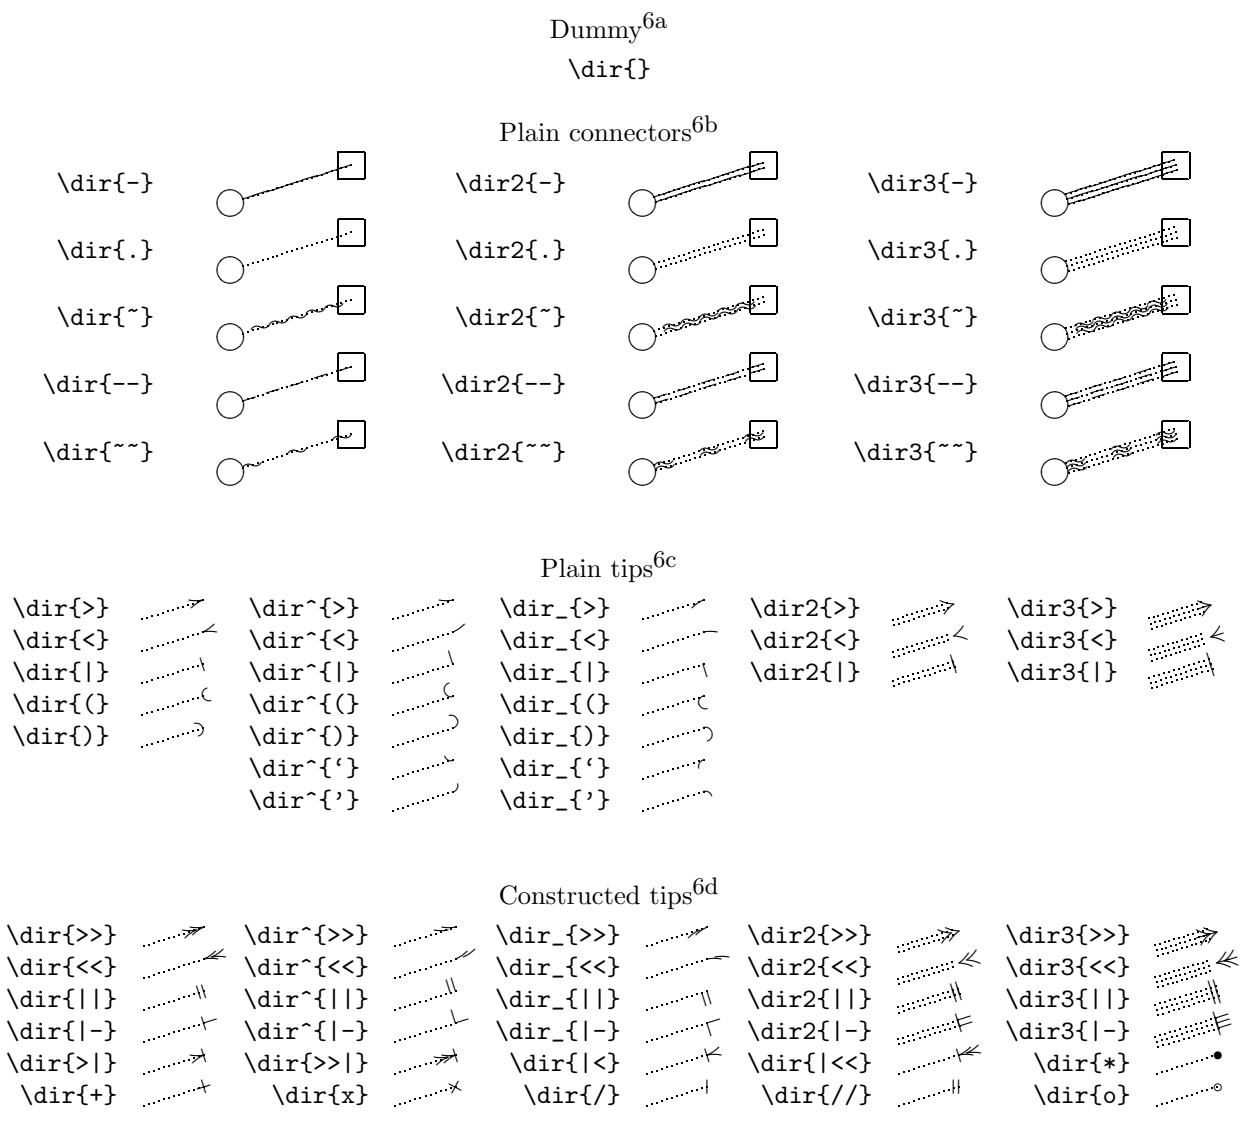 Dummy6a
\dir{}
Plain connectors6b
\dir{-} \dir2{-} \dir3{-}
\dir{.} \dir2{.} \dir3{.}
\dir{~} \dir2{~} \dir3{~}
\dir{--} \dir2{--} \dir3{--}
\dir{~~} \dir2{~~} \dir3{~~}
Plain tips6c
\dir{>} \dir^{>} \dir_{>} \dir2{>} \dir3{>}
\dir{<} \dir^{<} \dir_{<} \dir2{<} \dir3{<}
\dir{|} \dir^{|} \dir_{|} \dir2{|} \dir3{|}
\dir{(} \dir^{(} \dir_{(}
\dir{)} \dir^{)} \dir_{)}
\dir^{‘} \dir_{‘}
\dir^{’} \dir_{’}
Constructed tips6d
\dir{>>} \dir^{>>} \dir_{>>} \dir2{>>} \dir3{>>}
\dir{<<} \dir^{<<} \dir_{<<} \dir2{<<} \dir3{<<}
\dir{||} \dir^{||} \dir_{||} \dir2{||} \dir3{||}
\dir{|-} \dir^{|-} \dir_{|-} \dir2{|-} \dir3{|-}
\dir{>|} \dir{>>|} \dir{|<} \dir{|<<} \dir{*}
\dir{+} \dir{x} \dir{/} \dir{//} \dir{o}